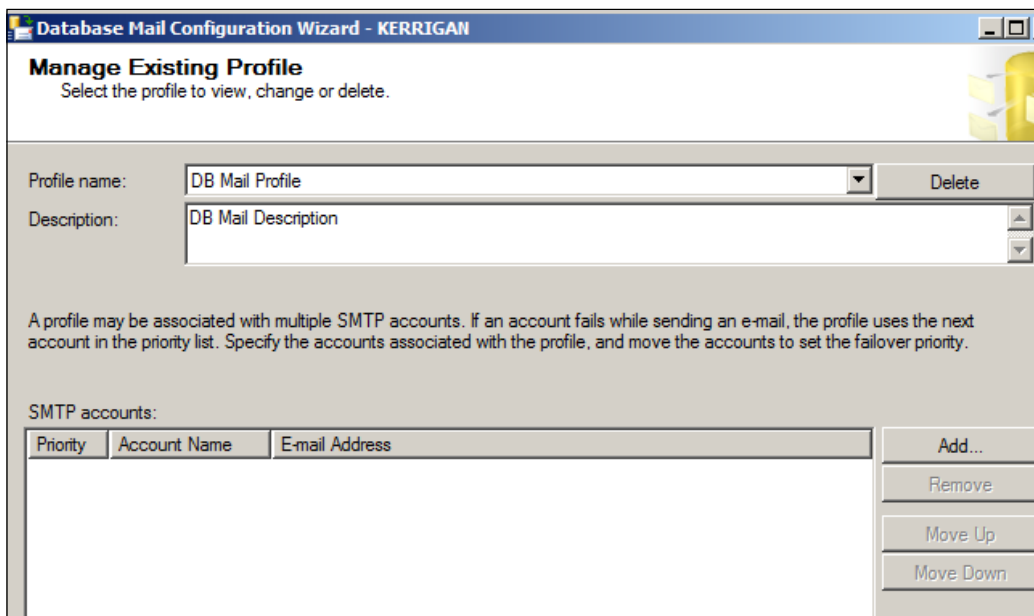 Database Mail Configuration Wizard - KERRIGAN
Manage Existing Profile
Select the profile to view, change or delete.
Profile name:
DB Mail Profile
Delete
Description:
DB Mail Description
A profile may be associated with multiple SMTP accounts. If an account fails while sending an e-mail, the profile uses the next
account in the priority list. Specify the accounts associated with the profile, and move the accounts to set the failover priority.
SMTP accounts:
Priority
Account Name
E-mail Address
Add...
Remove
Move Up
Move Down